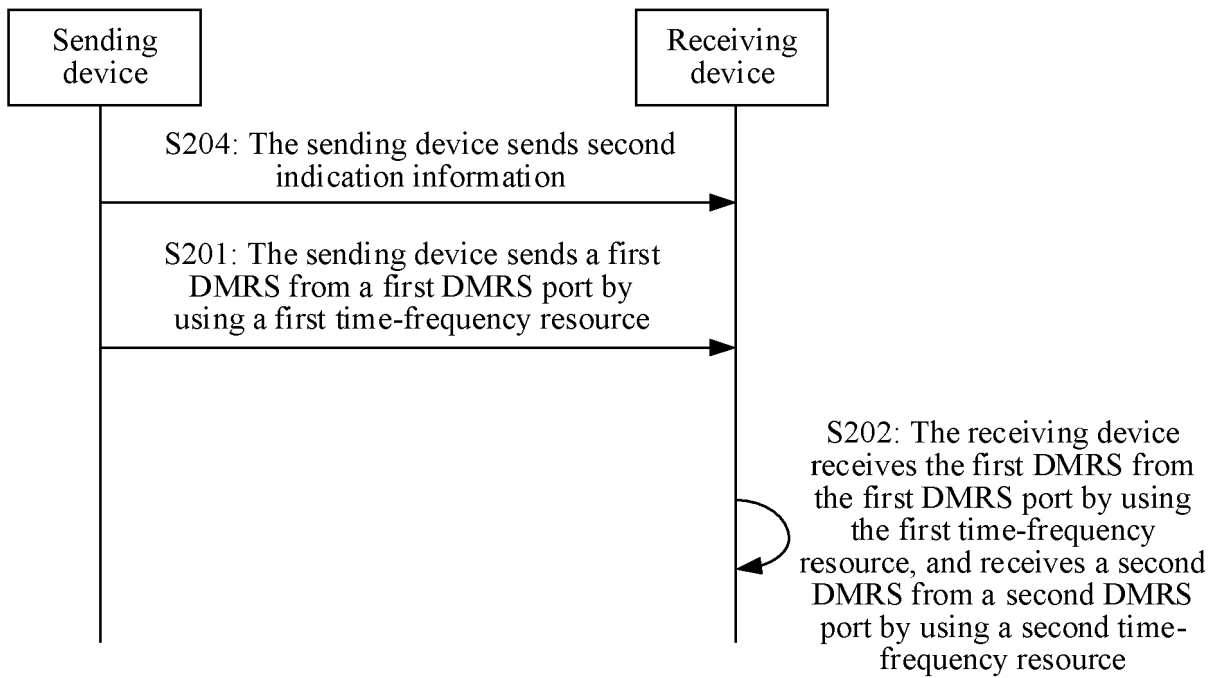 Sending
device
Receiving
device
S204: The sending device sends second
indication information
S201: The sending device sends a first
DMRS from a first DMRS port by
using a first time-frequency resource
S202: The receiving device
receives the first DMRS from
the first DMRS port by using
the first time-frequency
resource, and receives a second
DMRS from a second DMRS
port by using a second time-
frequency resource